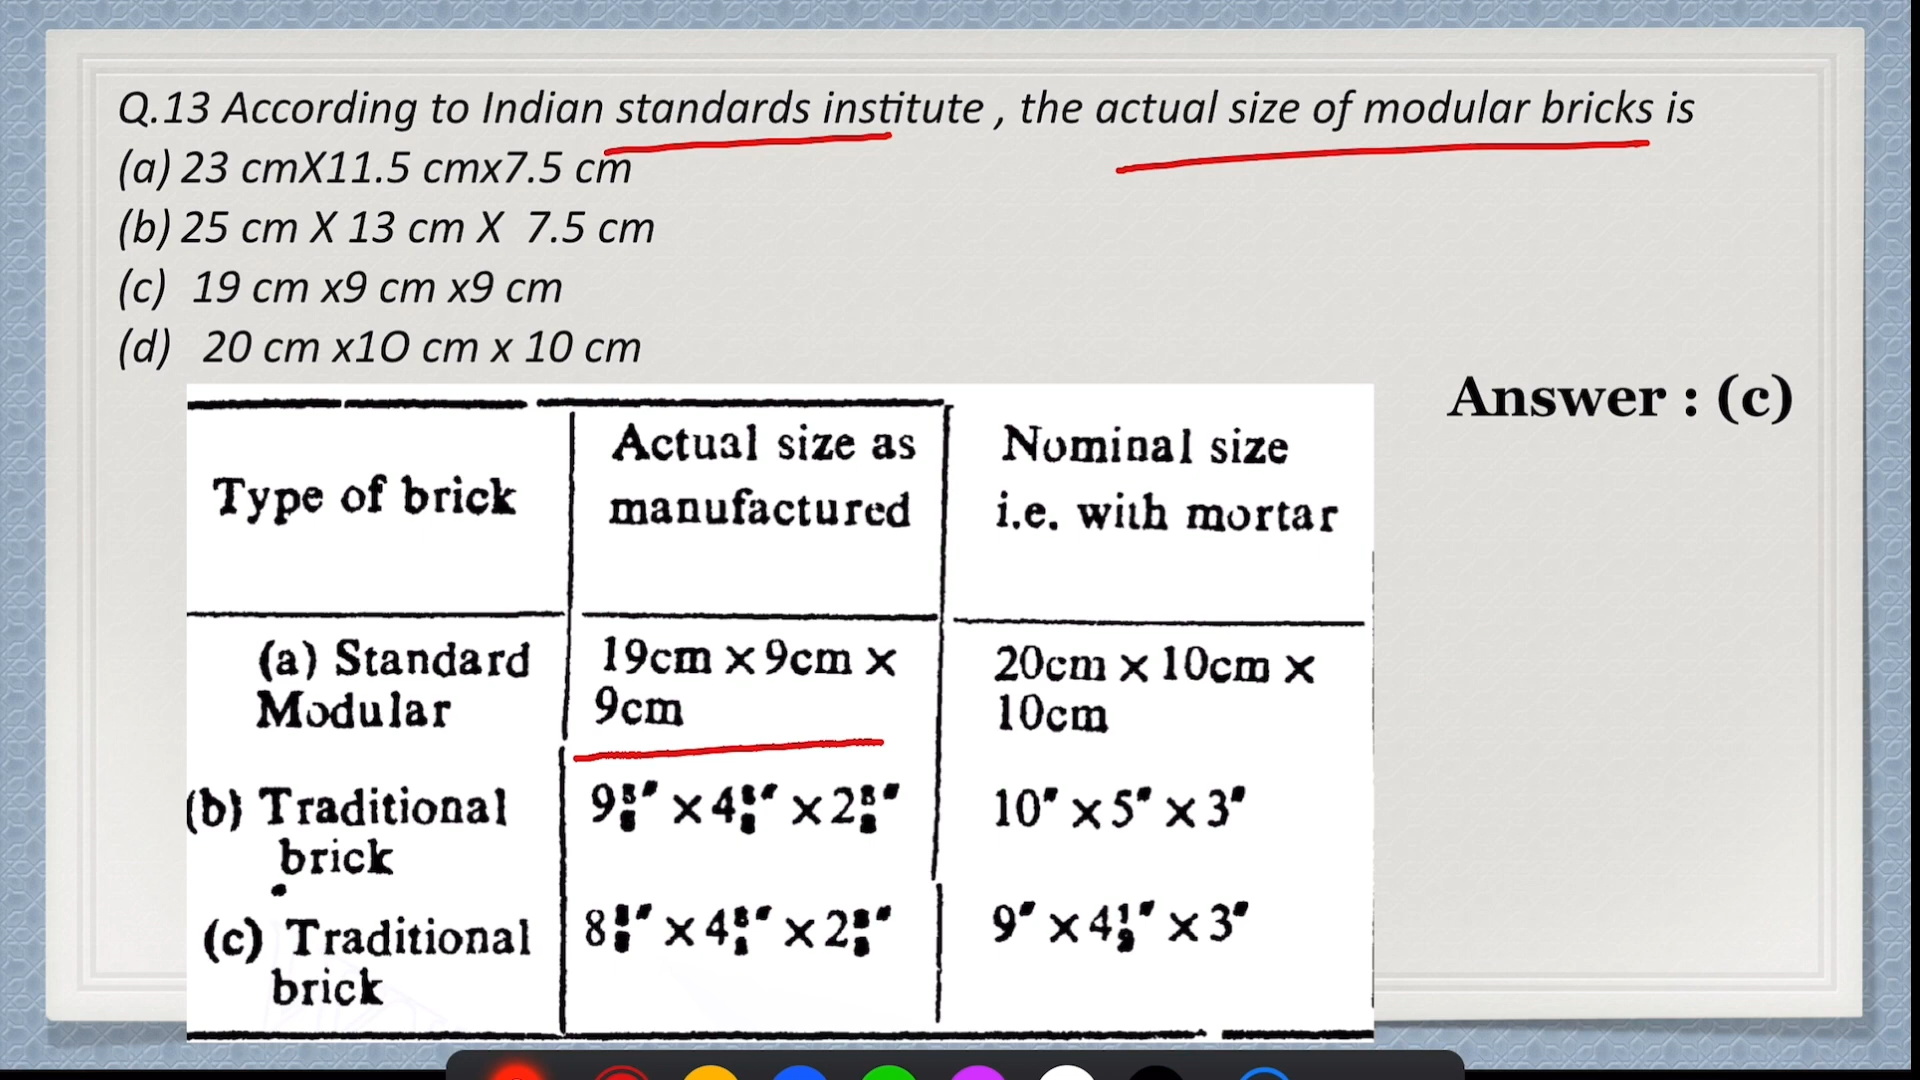 Q.13 According to Indian standards institute , the actual size of modular bricks is
(a) 23 cmX11.5 cmx7.5 cm
(b) 25 cm X 13 cm X 7.5 cm
(c) 19 cm x9 cm x9 cm
(d) 20 cm x1O cm x 10 cm
Answer : (c)
Type of brick
Actual size as
manufactured
Nominal size
i.e. with mortar
(a) Standard
Modular
19cm × 9cm ×
9cm
20cm × 10cm ×
10cm
(b) Traditional
brick
10″ × 5″ × 3″
(c) Traditional
brick